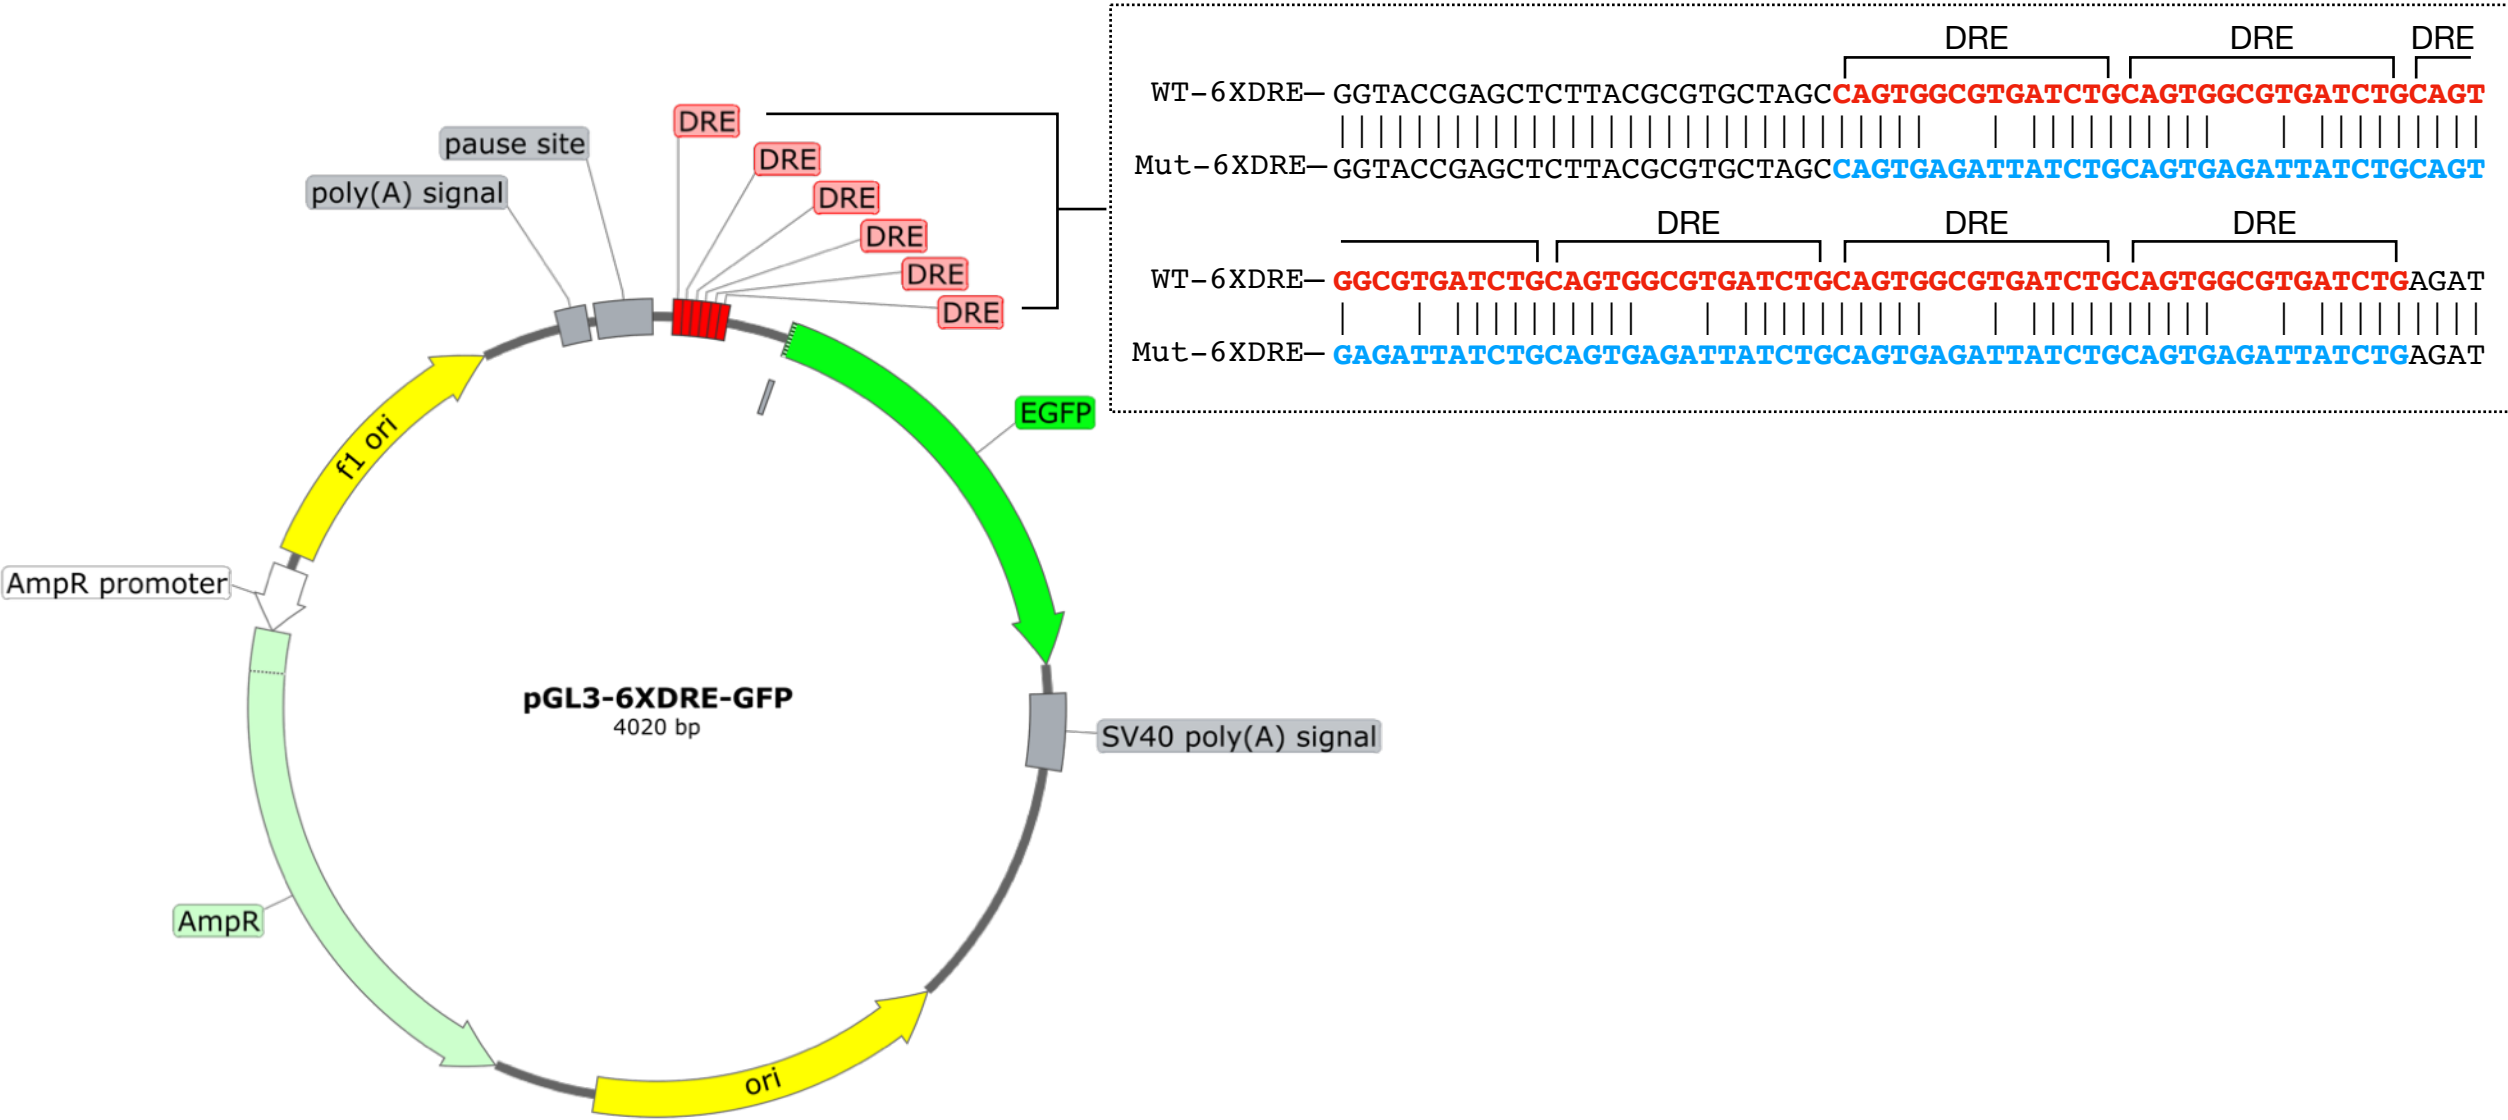 DRE DRE DRE
WT-6XDRE—GGTACCGAGCTCTTACGCGTGCTAGCCAGTGGCGTGATCTGCAGTGGCGTGATCTGCAGT
Mut-6XDRE—GGTACCGAGCTCTTACGCGTGCTAGCCAGTGAGATTATCTGCAGTGAGATTATCTGCAGT
DRE DRE DRE
WT-6XDRE—GGCGTGATCTGCAGTGGCGTGATCTGCAGTGGCGTGATCTGCAGTGGCGTGATCTGAGAT
Mut-6XDRE—GAGATTATCTGCAGTGAGATTATCTGCAGTGAGATTATCTGCAGTGAGATTATCTGAGAT
DRE
pause site
DRE
poly(A) signal
DRE
DRE
DRE
DRE
EGFP
f1 ori
AmpR promoter
pGL3-6XDRE-GFP
4020 bp
SV40 poly(A) signal
AmpR
ori